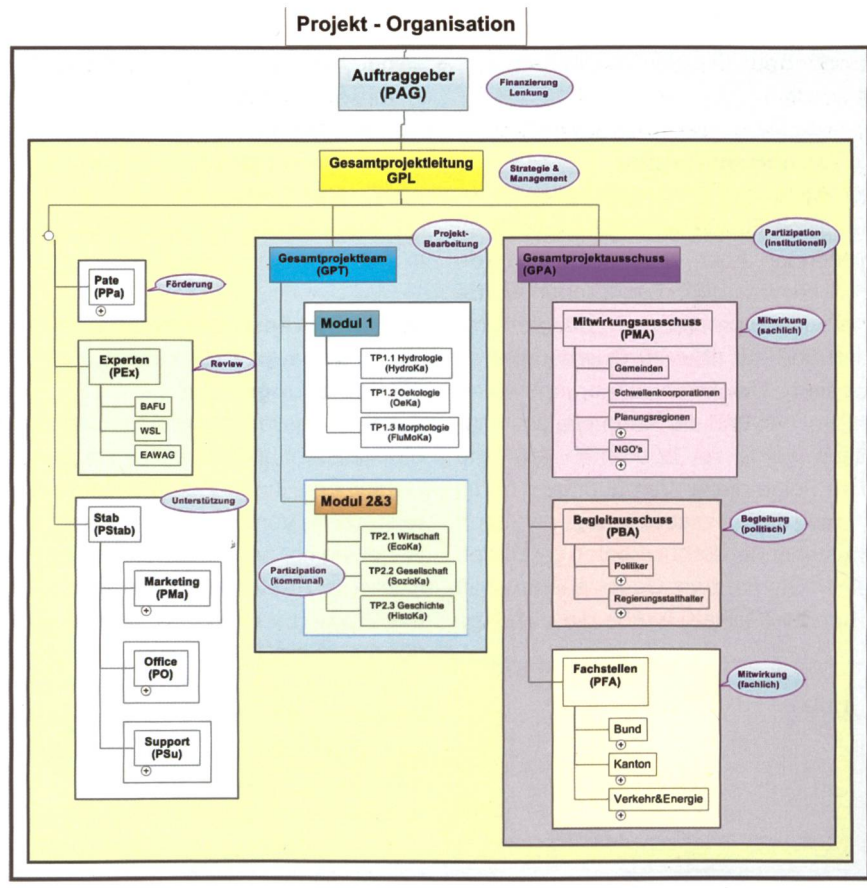 Projekt - Organisation
Auftraggeber
(PAG)
Finanzierung
Lenkung
Gesamtprojektleitung
GPL
Strategie &
Management
Pate
(PPa)
Förderung
Experten
(PEx)
Review
BAFU
WSL
EAWAG
Unterstützung
Stab
(PStab)
Marketing
(PMa)
Office
(PO)
Support
(PSu)
Projekt-
Bearbeitung
Gesamtprojektteam
(GPT)
Modul 1
TP1.1 Hydrologie
(HydroKa)
TP1.2 Oekologie
(OeKa)
TP1.3 Morphologie
(FluMoKa)
Modul 2&3
TP2.1 Wirtschaft
(EcoKa)
Partizipation
(kommunal)
TP2.2 Gesellschaft
(SozioKa)
TP2.3 Geschichte
(HistoKa)
Partizipation
(institutionell)
Gesamtprojektausschuss
(GPA)
Mitwirkungsausschuss
(PMA)
Mitwirkung
(sachlich)
Gemeinden
Schwellenkoorporationen
Planungsregionen
NGO's
Begleitausschuss
(PBA)
Begleitung
(politisch)
Politiker
Regierungsstatthalter
Fachstellen
(PFA)
Mitwirkung
(fachlich)
Bund
Kanton
Verkehr&Energie